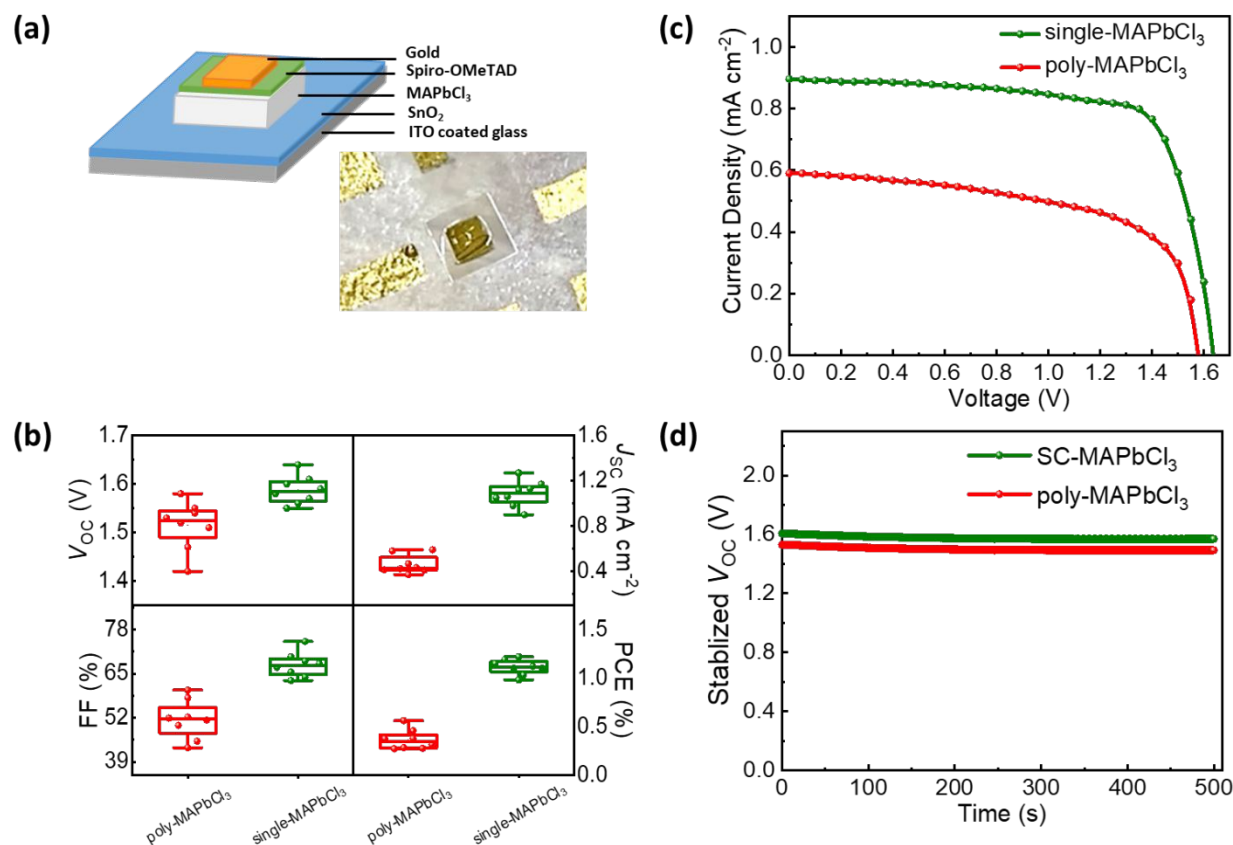 (a)
Gold
Spiro-OMeTAD
MAPbCl₃
SnO₂
ITO coated glass
(c)
single-MAPbCl₃
poly-MAPbCl₃
Current Density (mA cm⁻²)
1.0
0.8
0.6
0.4
0.2
0.0
0.0 0.2 0.4 0.6 0.8 1.0 1.2 1.4 1.6
Voltage (V)
(b)
V_OC (V)
1.7
1.6
1.5
1.4
J_SC (mA cm⁻²)
1.6
1.2
0.8
0.4
FF (%)
78
65
52
39
PCE (%)
1.5
1.0
0.5
0.0
poly-MAPbCl₃
single-MAPbCl₃
poly-MAPbCl₃
single-MAPbCl₃
(d)
SC-MAPbCl₃
poly-MAPbCl₃
Stablized V_OC (V)
2.0
1.6
1.2
0.8
0.4
0.0
0 100 200 300 400 500
Time (s)